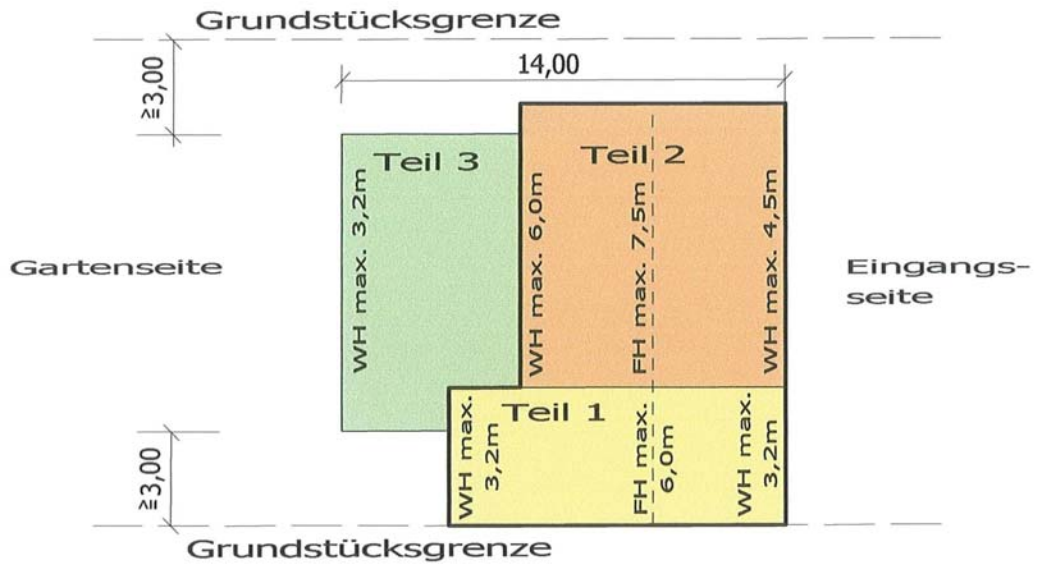 Grundstücksgrenze
≧3,00
14,00
Teil 3
Teil 2
WH max. 3,2m
WH max. 6,0m
FH max. 7,5m
WH max. 4,5m
Gartenseite
Eingangs-
seite
Teil 1
WH max.
3,2m
FH max.
6,0m
WH max.
3,2m
≧3,00
Grundstücksgrenze